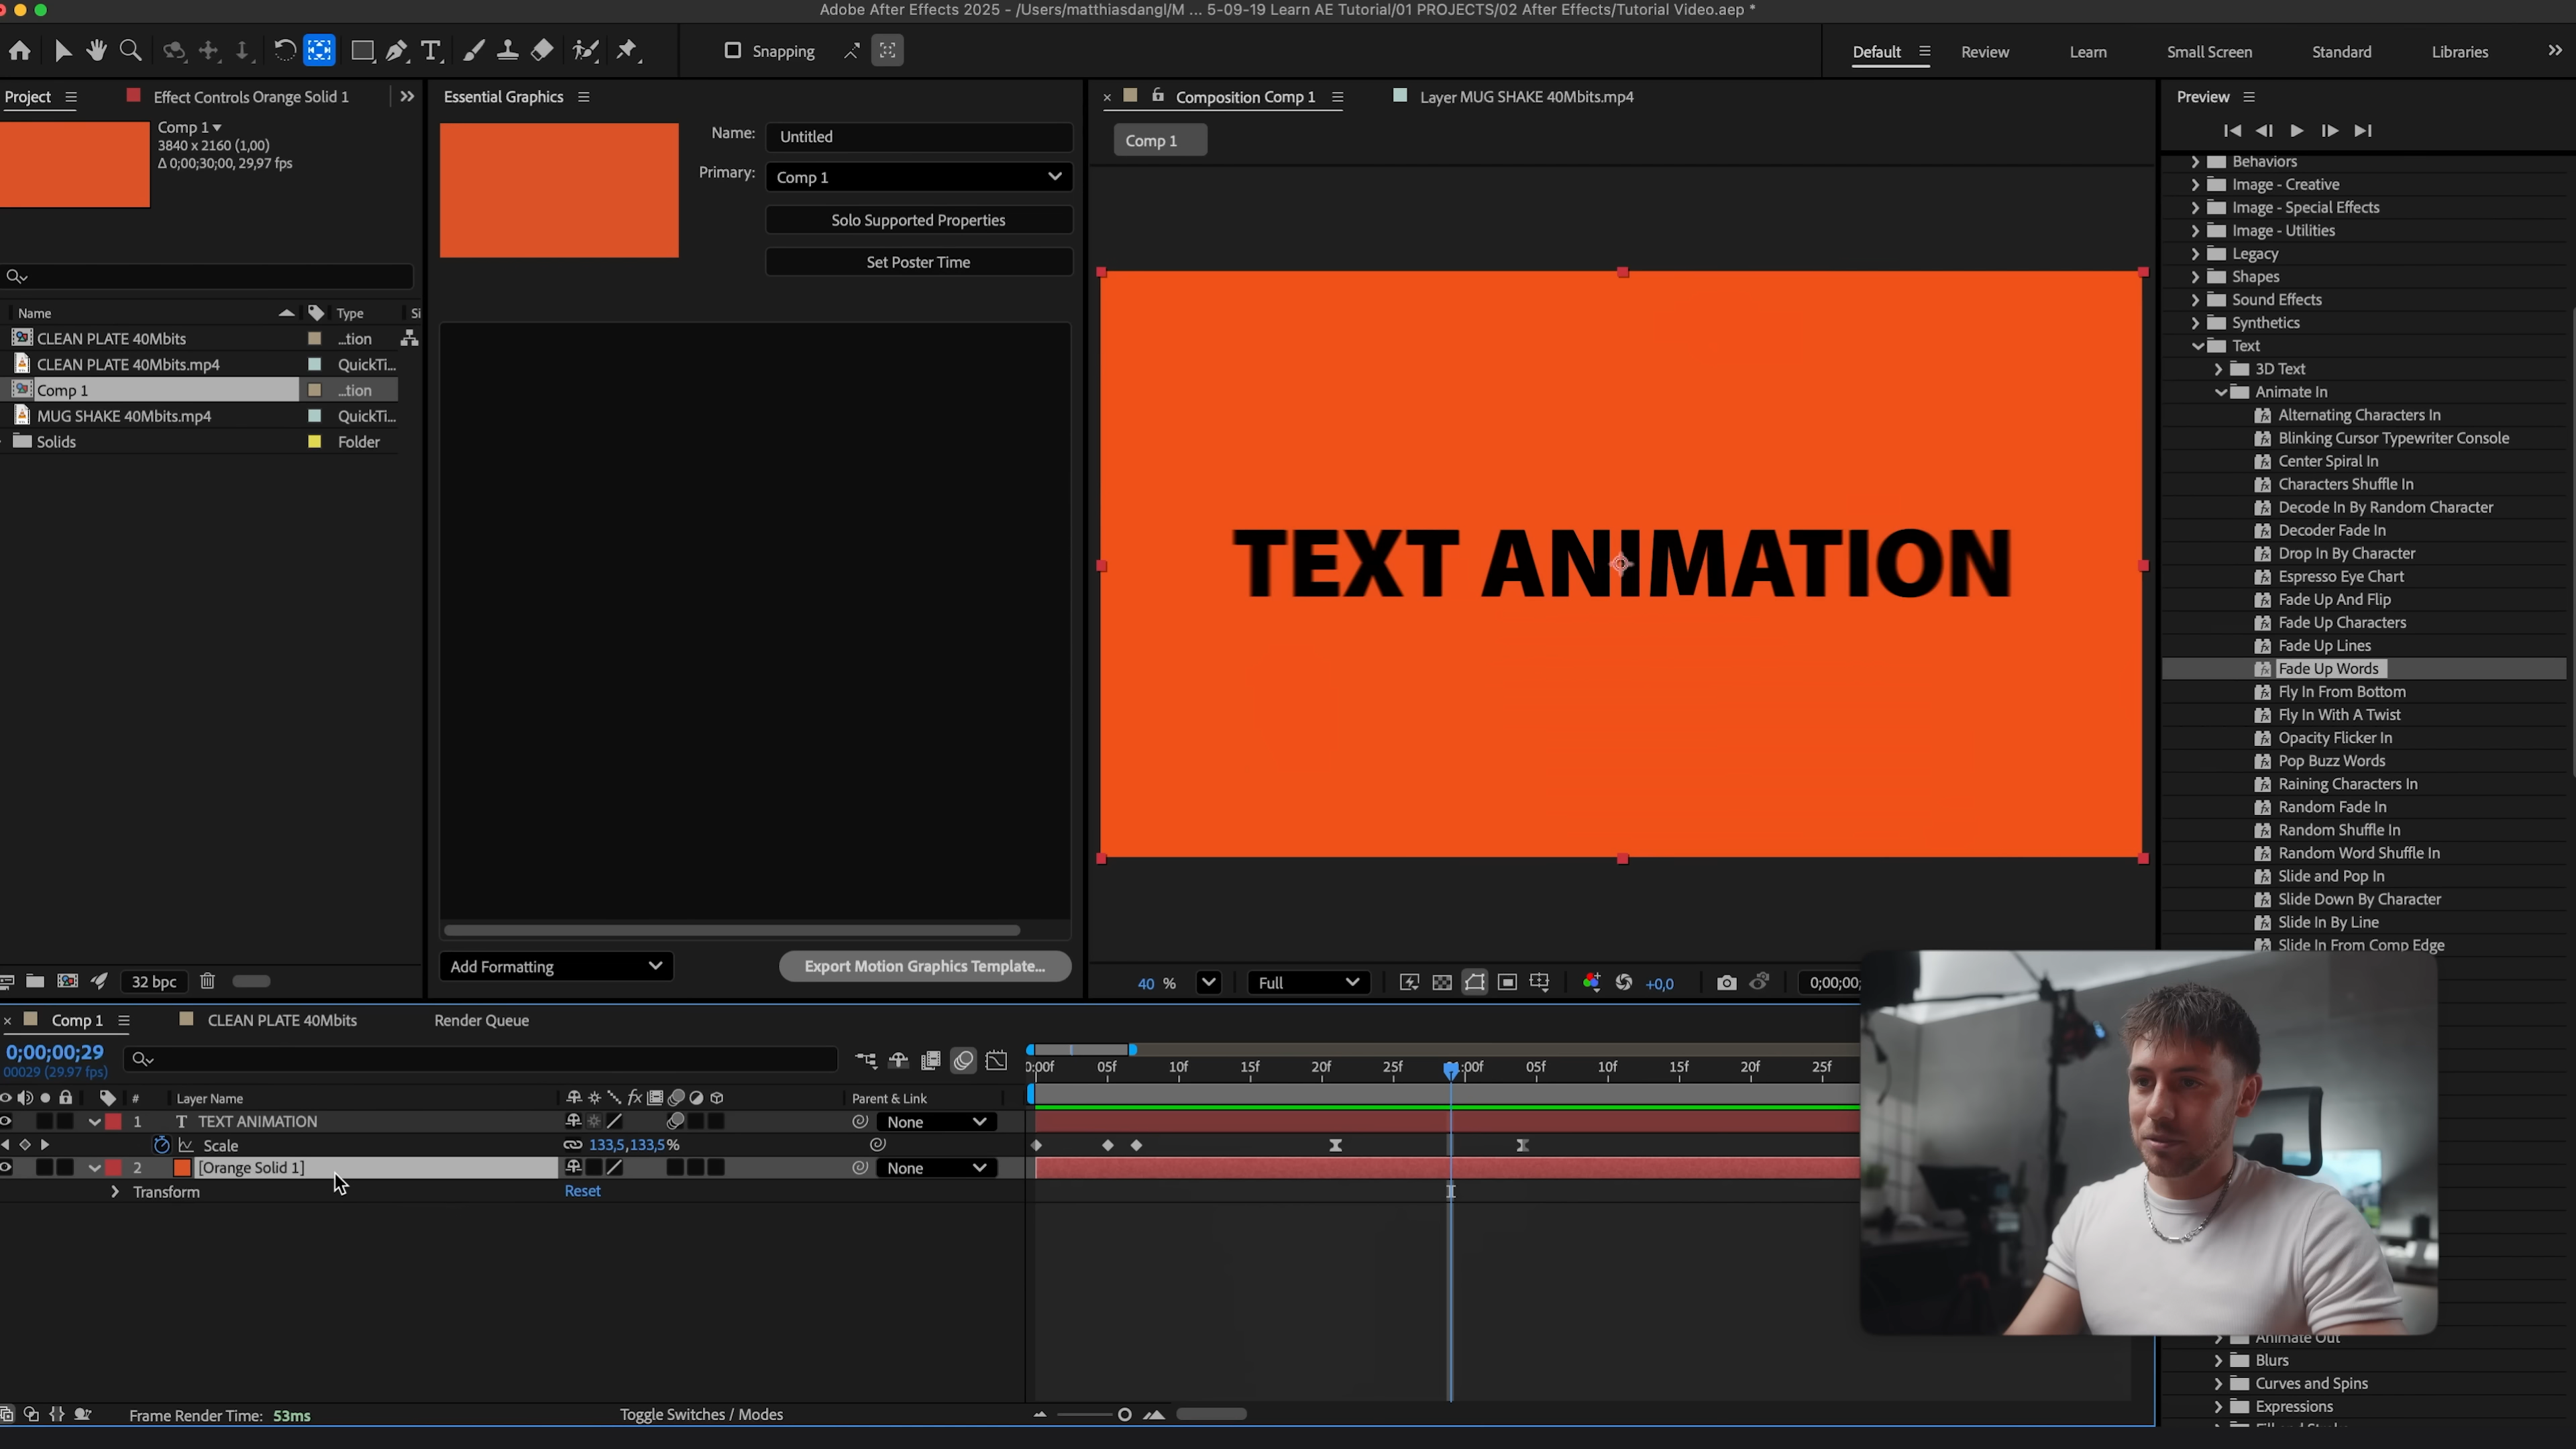 Adobe After Effects 2025 - /Users/matthiasdangl/M ... 5-09-19 Learn AE Tutorial/01 PROJECTS/02 After Effects/Tutorial Video.aep *
Snapping
Default
Review
Learn
Small Screen
Standard
Libraries
Project
Effect Controls Orange Solid 1
Comp 1
3840 x 2160 (1,00)
Δ 0;00;30;00, 29,97 fps
Name
Type
Si
CLEAN PLATE 40Mbits
...tion
CLEAN PLATE 40Mbits.mp4
QuickTi...
Comp 1
...tion
MUG SHAKE 40Mbits.mp4
QuickTi...
Solids
Folder
32 bpc
Essential Graphics
Name:
Untitled
Primary:
Comp 1
Solo Supported Properties
Set Poster Time
Add Formatting
Export Motion Graphics Template...
Composition Comp 1
Layer MUG SHAKE 40Mbits.mp4
Comp 1
TEXT ANIMATION
40 %
Full
+0,0
0;00;00;
Preview
Behaviors
Image - Creative
Image - Special Effects
Image - Utilities
Legacy
Shapes
Sound Effects
Synthetics
Text
3D Text
Animate In
Alternating Characters In
Blinking Cursor Typewriter Console
Center Spiral In
Characters Shuffle In
Decode In By Random Character
Decoder Fade In
Drop In By Character
Espresso Eye Chart
Fade Up And Flip
Fade Up Characters
Fade Up Lines
Fade Up Words
Fly In From Bottom
Fly In With A Twist
Opacity Flicker In
Pop Buzz Words
Raining Characters In
Random Fade In
Random Shuffle In
Random Word Shuffle In
Slide and Pop In
Slide Down By Character
Slide In By Line
Slide In From Comp Edge
Animate Out
Blurs
Curves and Spins
Expressions
Comp 1
CLEAN PLATE 40Mbits
Render Queue
0;00;00;29
00029 (29.97 fps)
0:00f
05f
10f
15f
20f
25f
:00f
05f
10f
15f
20f
25f
#
Layer Name
fx
Parent & Link
1
T
TEXT ANIMATION
None
Scale
133,5,133,5%
2
[Orange Solid 1]
None
Transform
Reset
Frame Render Time: 53ms
Toggle Switches / Modes